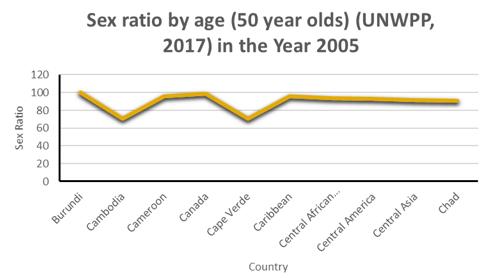 Sex ratio by age (50 year olds) (UNWPP,
2017) in the Year 2005
120
100
80
60
40
20
0
Sex Ratio
Burundi
Cambodia
Cameroon
Canada
Cape Verde
Caribbean
Central African...
Central America
Central Asia
Chad
Country